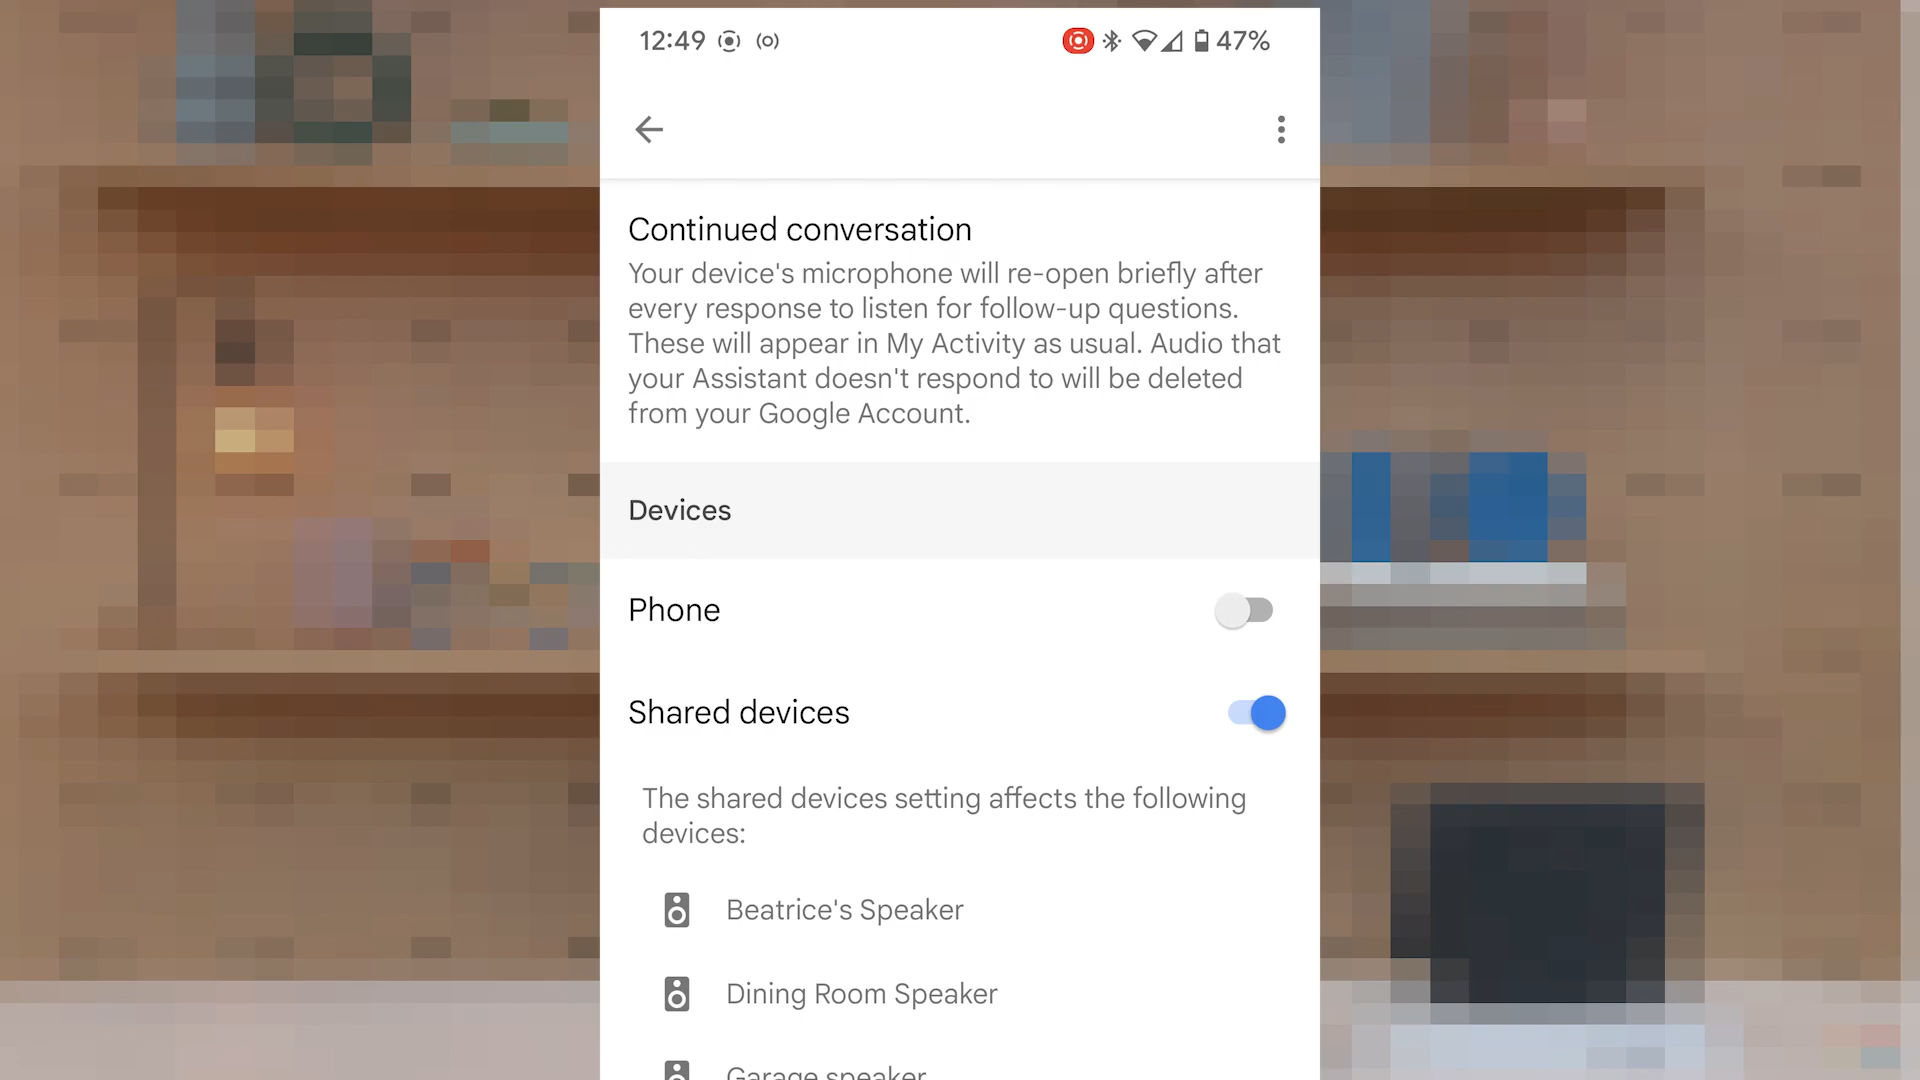 12:49 47%
Continued conversation
Your device's microphone will re-open briefly after
every response to listen for follow-up questions.
These will appear in My Activity as usual. Audio that
your Assistant doesn't respond to will be deleted
from your Google Account.
Devices
Phone
Shared devices
The shared devices setting affects the following
devices:
Beatrice's Speaker
Dining Room Speaker
Garage speaker